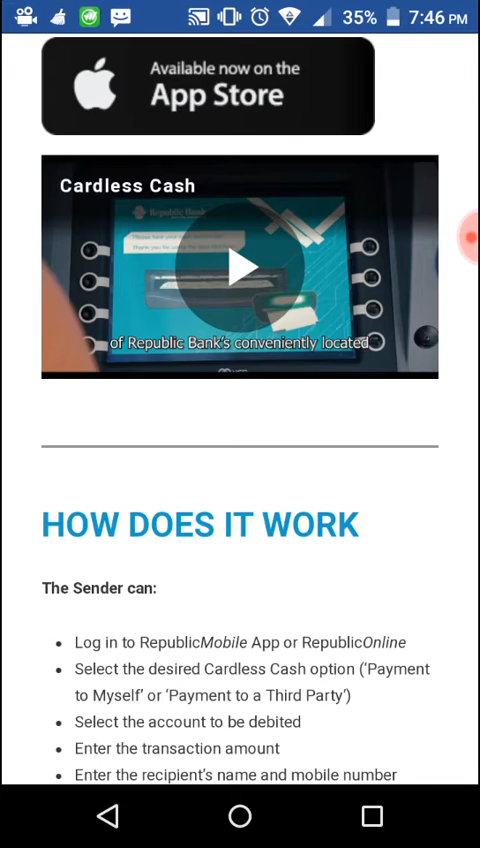 35% 7:46 PM
Available now on the
App Store
Cardless Cash
Republic Bank
of Republic Bank's conveniently located
HOW DOES IT WORK
The Sender can:
• Log in to RepublicMobile App or RepublicOnline
• Select the desired Cardless Cash option ('Payment
to Myself' or 'Payment to a Third Party')
• Select the account to be debited
• Enter the transaction amount
• Enter the recipient's name and mobile number